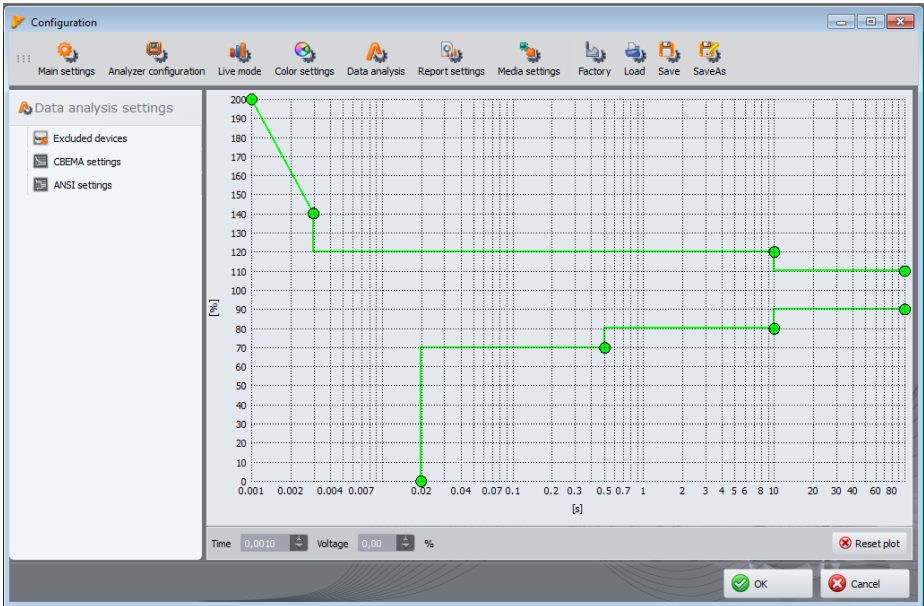 Configuration
Main settings Analyzer configuration Live mode Color settings Data analysis Report settings Media settings Factory Load Save SaveAs
Data analysis settings
Excluded devices
CBEMA settings
ANSI settings
200
190
180
170
160
150
140
130
120
110
100
90
80
70
60
50
40
30
20
10
0
[%]
0.001 0.002 0.004 0.007 0.02 0.04 0.07 0.1 0.2 0.3 0.5 0.7 1 2 3 4 5 6 8 10 20 30 40 60 80
[s]
Time 0,0010 Voltage 0,00 % Reset plot
OK Cancel